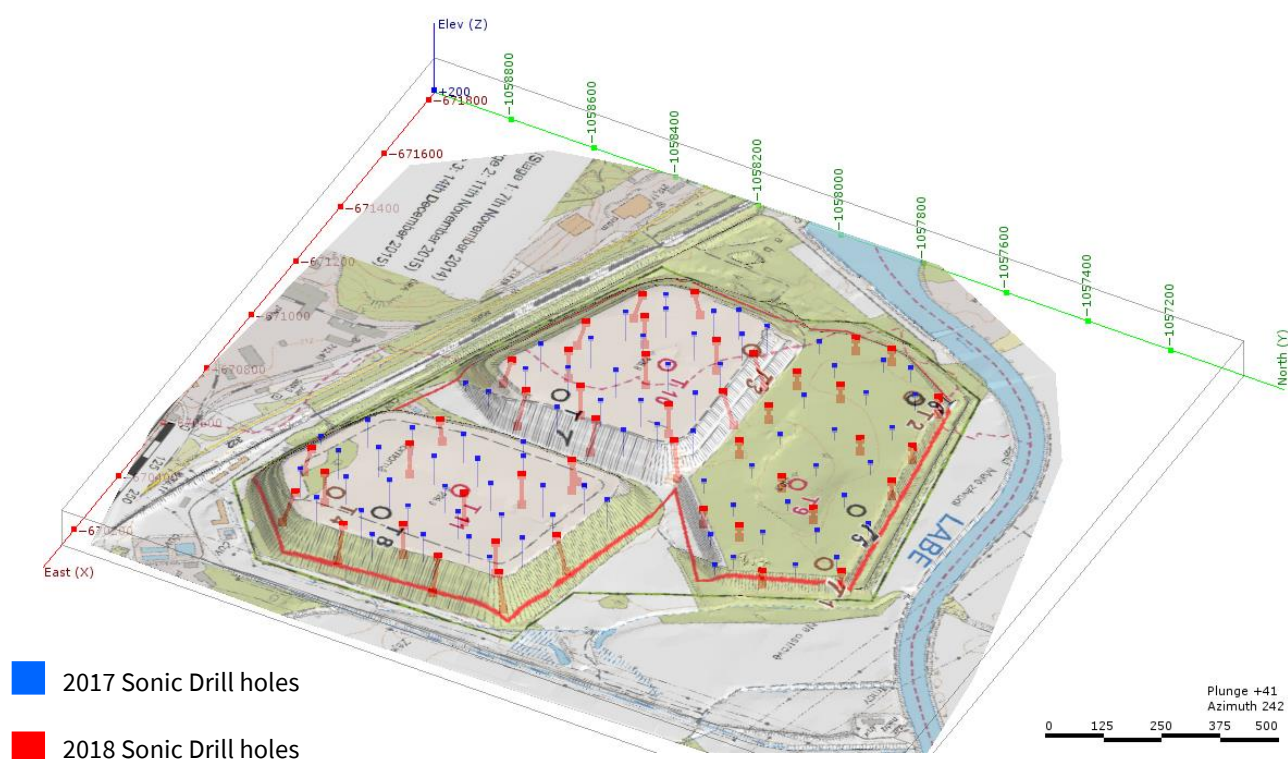 Elev (Z)
+200
-671800
-671600
-671400
-671200
-671000
-670800
East (X)
-1058800
-1058600
-1058400
-1058200
-1058000
-1057800
-1057600
-1057400
-1057200
North (Y)
(Stage 1: 7th November 2014)
ge 2: 11th November 2015)
3: 14th December 2015)
T3
T10
T7
T2
T9
T5
T4
T11
T8
T1
LABE
2017 Sonic Drill holes
2018 Sonic Drill holes
Plunge +41
Azimuth 242
0 125 250 375 500